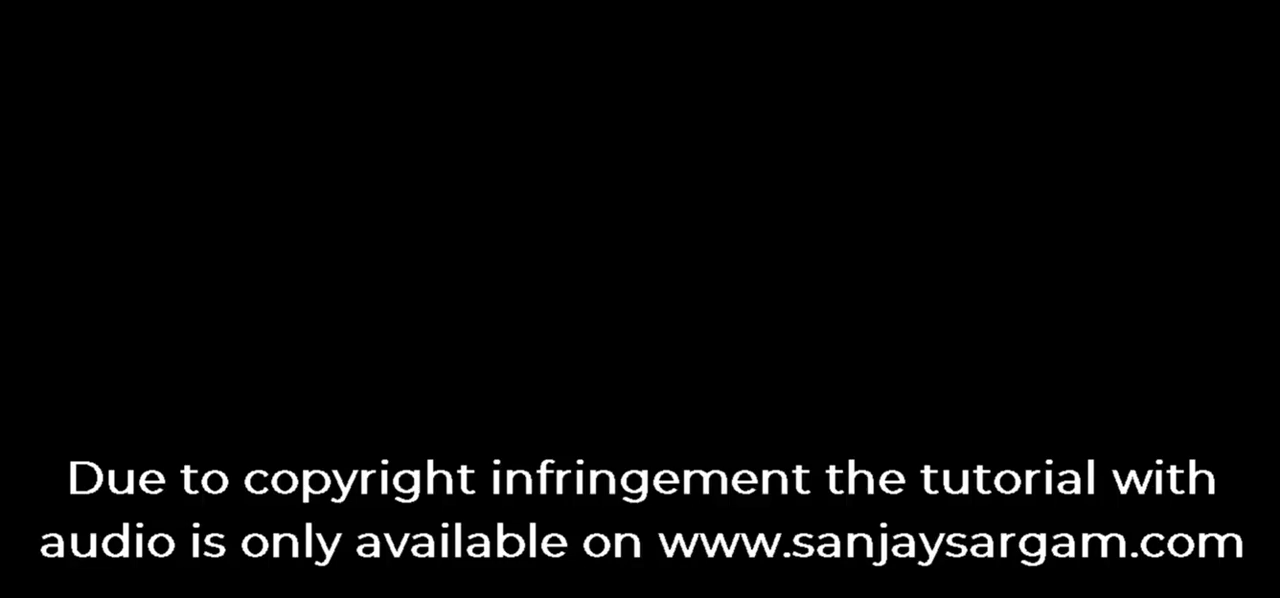 Due to copyright infringement the tutorial with
audio is only available on www.sanjaysargam.com